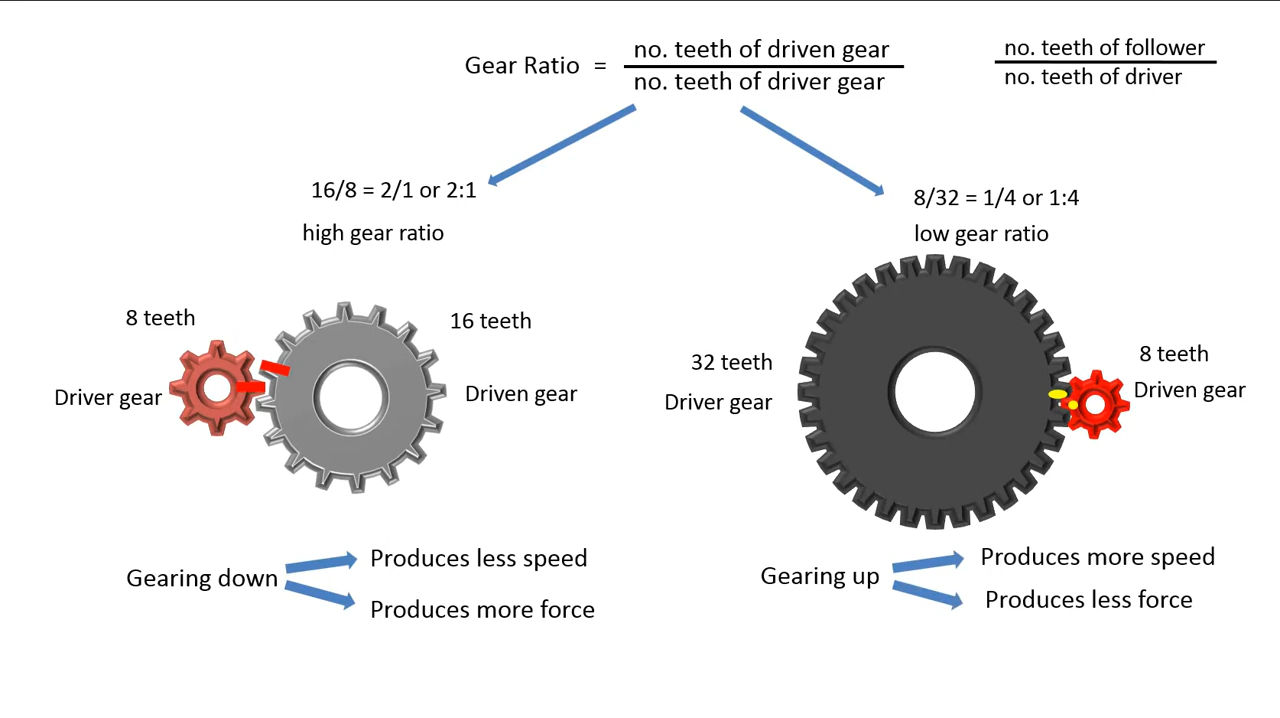 Gear Ratio = no. teeth of driven gear
no. teeth of driver gear
no. teeth of follower
no. teeth of driver
16/8 = 2/1 or 2:1
high gear ratio
8/32 = 1/4 or 1:4
low gear ratio
8 teeth
16 teeth
Driver gear
Driven gear
32 teeth
Driver gear
8 teeth
Driven gear
Gearing down
Produces less speed
Produces more force
Gearing up
Produces more speed
Produces less force